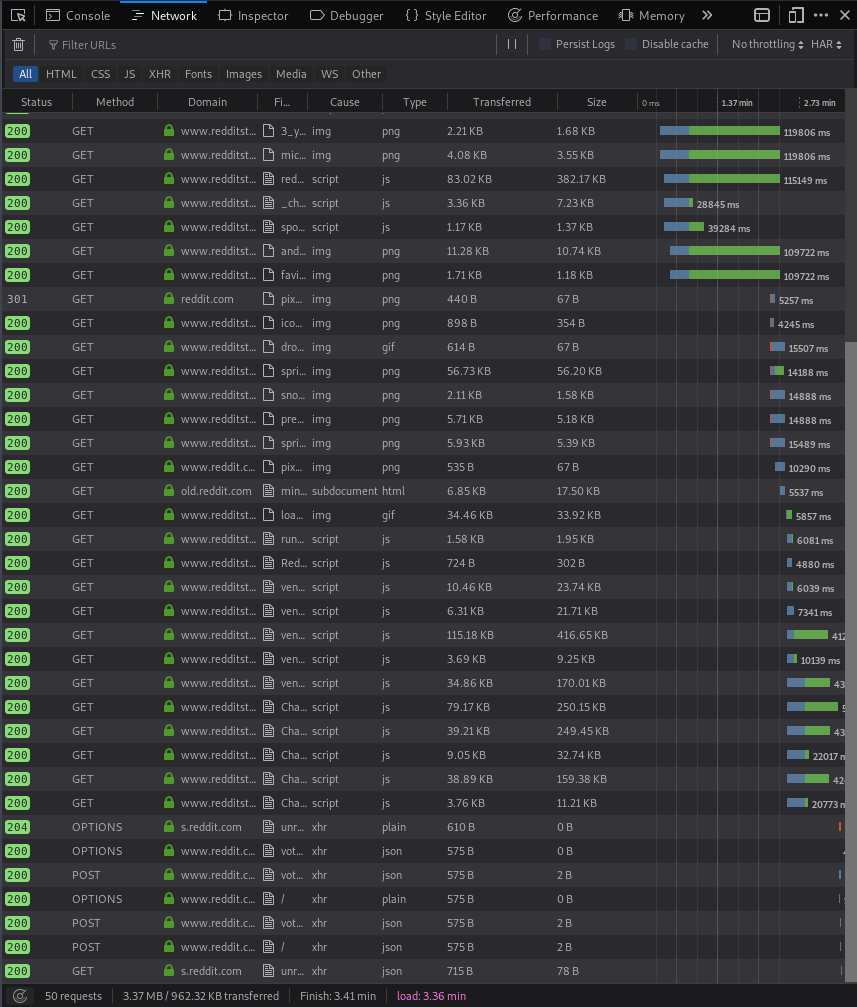 Console Network Inspector Debugger { } Style Editor Performance Memory
Filter URLs Persist Logs Disable cache No throttling HAR
All HTML CSS JS XHR Fonts Images Media WS Other
Status Method Domain Fi... Cause Type Transferred Size 0 ms 1.37 min 2.73 min
200 GET www.redditst... 3_y... img png 2.21 KB 1.68 KB 119806 ms
200 GET www.redditst... mic... img png 4.08 KB 3.55 KB 119806 ms
200 GET www.redditst... red... script js 83.02 KB 382.17 KB 115149 ms
200 GET www.redditst... _ch... script js 3.36 KB 7.23 KB 28845 ms
200 GET www.redditst... spo... script js 1.17 KB 1.37 KB 39284 ms
200 GET www.redditst... and... img png 11.28 KB 10.74 KB 109722 ms
200 GET www.redditst... favi... img png 1.71 KB 1.18 KB 109722 ms
301 GET reddit.com pix... img png 440 B 67 B 5257 ms
200 GET www.redditst... ico... img png 898 B 354 B 4245 ms
200 GET www.redditst... dro... img gif 614 B 67 B 15507 ms
200 GET www.redditst... spri... img png 56.73 KB 56.20 KB 14188 ms
200 GET www.redditst... sno... img png 2.11 KB 1.58 KB 14888 ms
200 GET www.redditst... pre... img png 5.71 KB 5.18 KB 14888 ms
200 GET www.redditst... spri... img png 5.93 KB 5.39 KB 15489 ms
200 GET www.reddit.c... pix... img png 535 B 67 B 10290 ms
200 GET old.reddit.com min... subdocument html 6.85 KB 17.50 KB 5537 ms
200 GET www.redditst... loa... img gif 34.46 KB 33.92 KB 5857 ms
200 GET www.redditst... run... script js 1.58 KB 1.95 KB 6081 ms
200 GET www.redditst... Red... script js 724 B 302 B 4880 ms
200 GET www.redditst... ven... script js 10.46 KB 23.74 KB 6039 ms
200 GET www.redditst... ven... script js 6.31 KB 21.71 KB 7341 ms
200 GET www.redditst... ven... script js 115.18 KB 416.65 KB 412
200 GET www.redditst... ven... script js 3.69 KB 9.25 KB 10139 ms
200 GET www.redditst... ven... script js 34.86 KB 170.01 KB 43
200 GET www.redditst... Cha... script js 79.17 KB 250.15 KB
200 GET www.redditst... Cha... script js 39.21 KB 249.45 KB 43
200 GET www.redditst... Cha... script js 9.05 KB 32.74 KB 22017 m
200 GET www.redditst... Cha... script js 38.89 KB 159.38 KB 42
200 GET www.redditst... Cha... script js 3.76 KB 11.21 KB 20773 m
204 OPTIONS s.reddit.com unr... xhr plain 610 B 0 B
200 OPTIONS www.reddit.c... vot... xhr json 575 B 0 B
200 POST www.reddit.c... vot... xhr json 575 B 2 B
200 OPTIONS www.reddit.c... / xhr plain 575 B 0 B
200 POST www.reddit.c... vot... xhr json 575 B 2 B
200 POST www.reddit.c... / xhr json 575 B 2 B
200 GET s.reddit.com unr... xhr json 715 B 78 B
50 requests 3.37 MB / 962.32 KB transferred Finish: 3.41 min load: 3.36 min